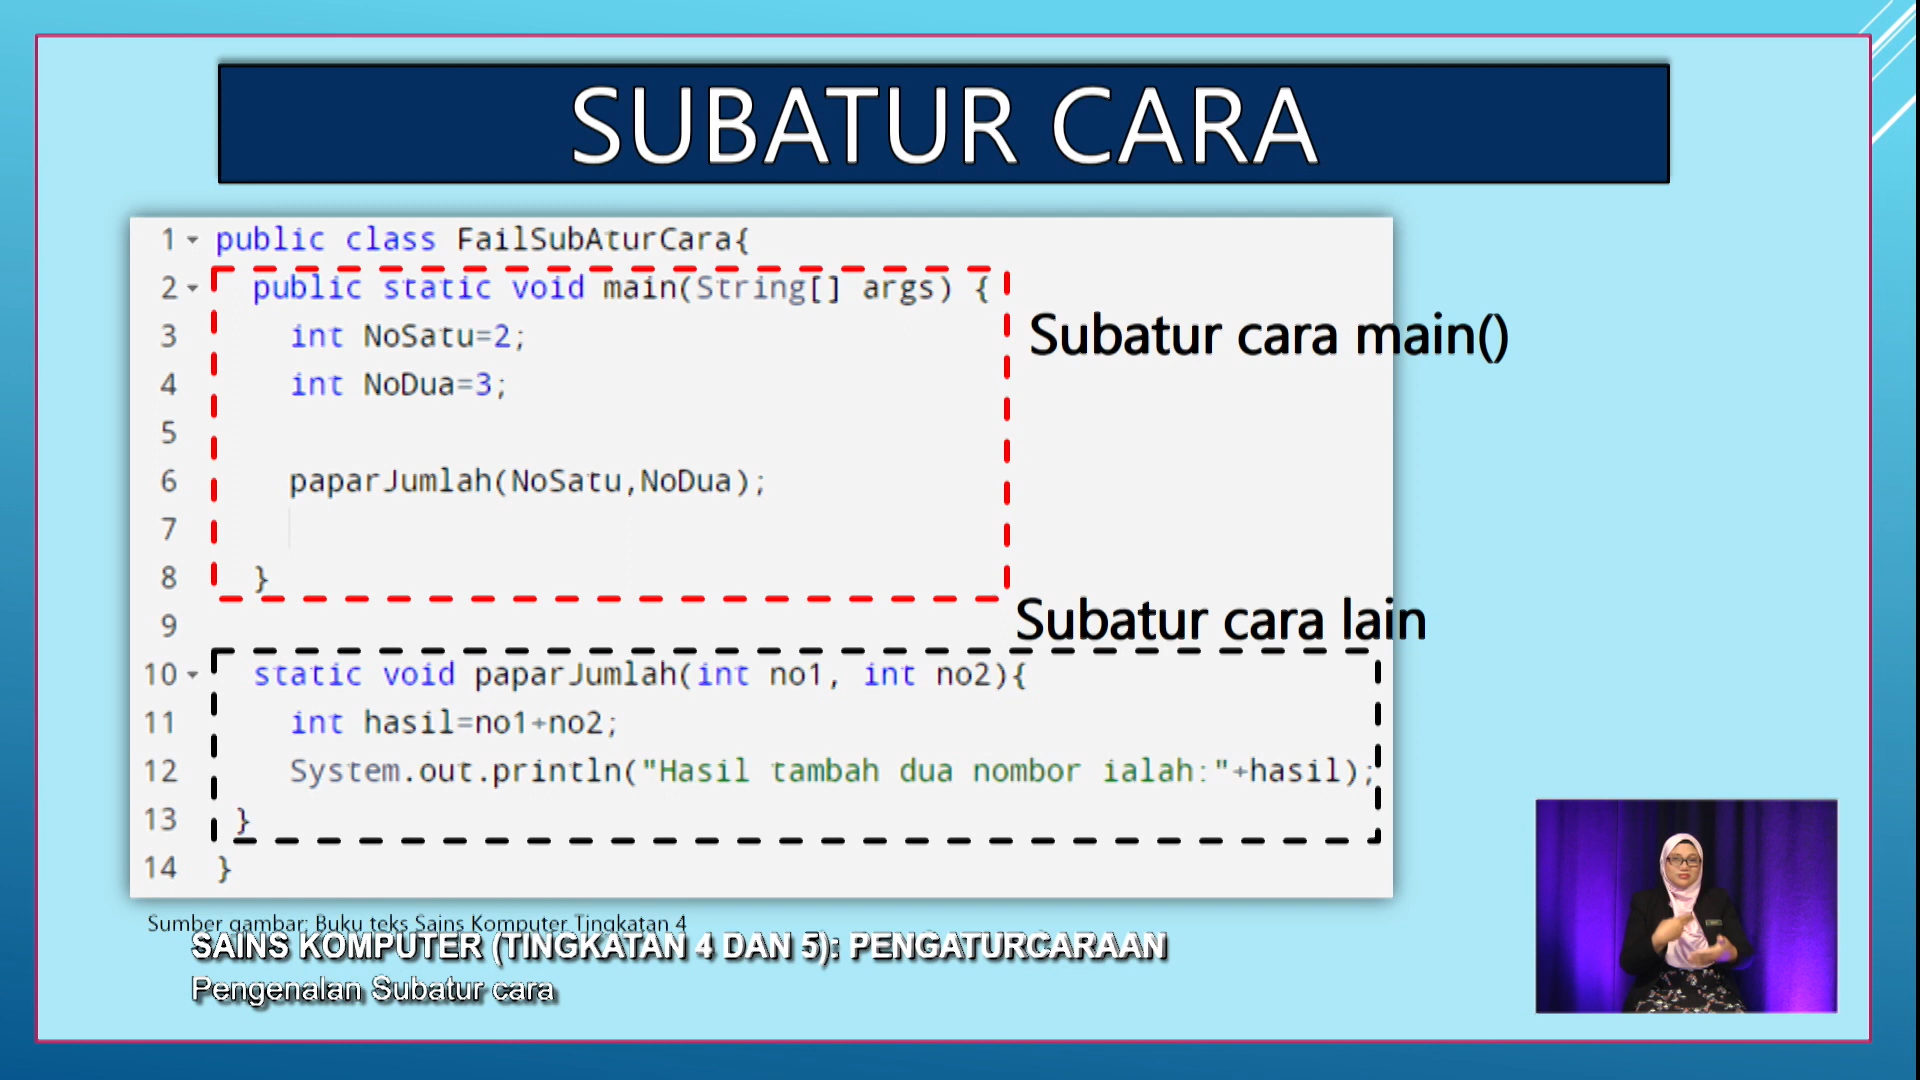 SUBATUR CARA
1 public class FailSubAturCara{
2 public static void main(String[] args) {
Subatur cara main()
3 int NoSatu=2;
4 int NoDua=3;
5
6 paparJumlah(NoSatu,NoDua);
7
8 }
Subatur cara lain
9
10 static void paparJumlah(int no1, int no2){
11 int hasil=no1+no2;
12 System.out.println("Hasil tambah dua nombor ialah:"+hasil);
13 }
14 }
Sumber gambar: Buku teks Sains Komputer Tingkatan 4
SAINS KOMPUTER (TINGKATAN 4 DAN 5): PENGATURCARAAN
Pengenalan Subatur cara